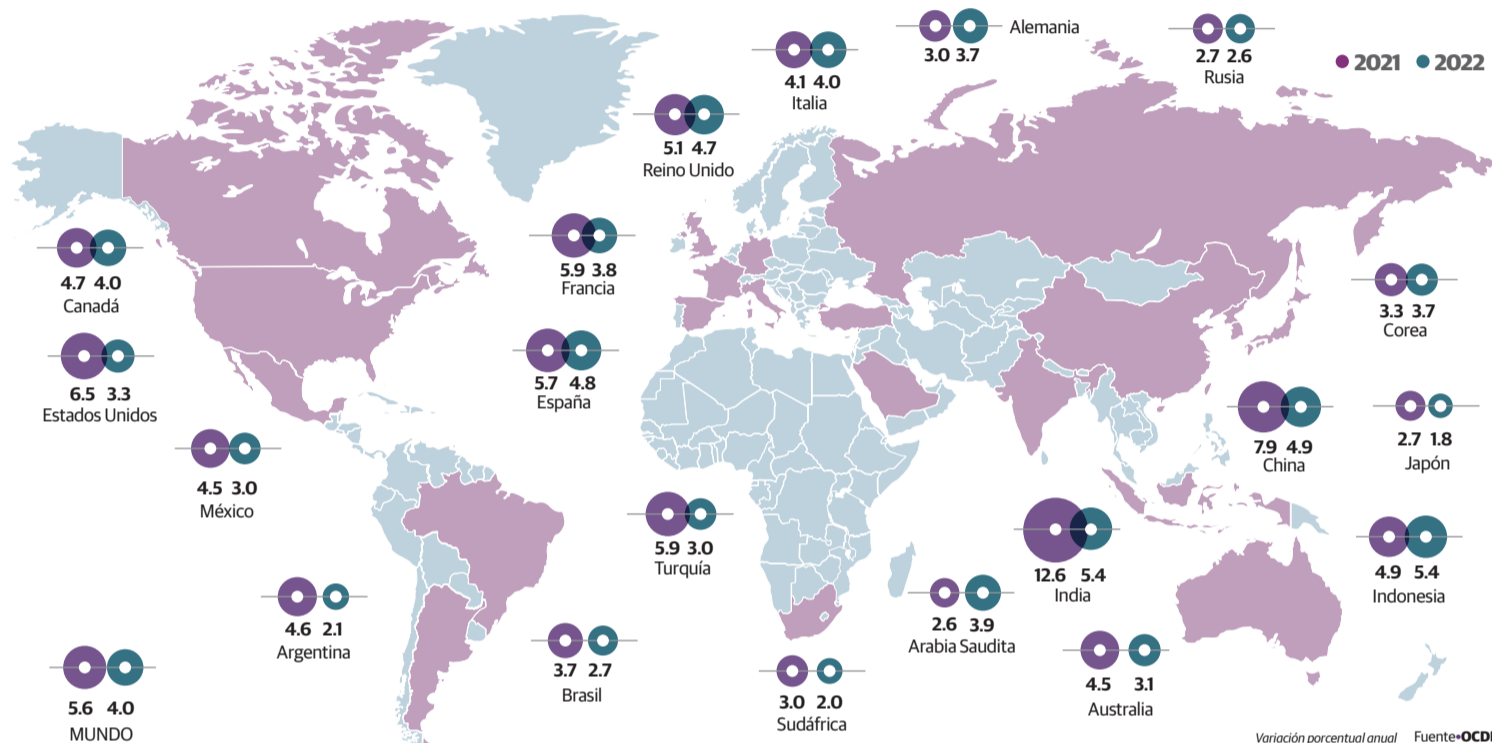 3.0 3.7
Alemania
2.7 2.6
Rusia
2021 2022
4.1 4.0
Italia
5.1 4.7
Reino Unido
4.7 4.0
Canadá
5.9 3.8
Francia
3.3 3.7
Corea
6.5 3.3
Estados Unidos
5.7 4.8
España
7.9 4.9
China
2.7 1.8
Japón
4.5 3.0
México
5.9 3.0
Turquía
12.6 5.4
India
4.9 5.4
Indonesia
4.6 2.1
Argentina
3.7 2.7
Brasil
2.6 3.9
Arabia Saudita
4.5 3.1
Australia
3.0 2.0
Sudáfrica
5.6 4.0
MUNDO
Variación porcentual anual Fuente•OCDE